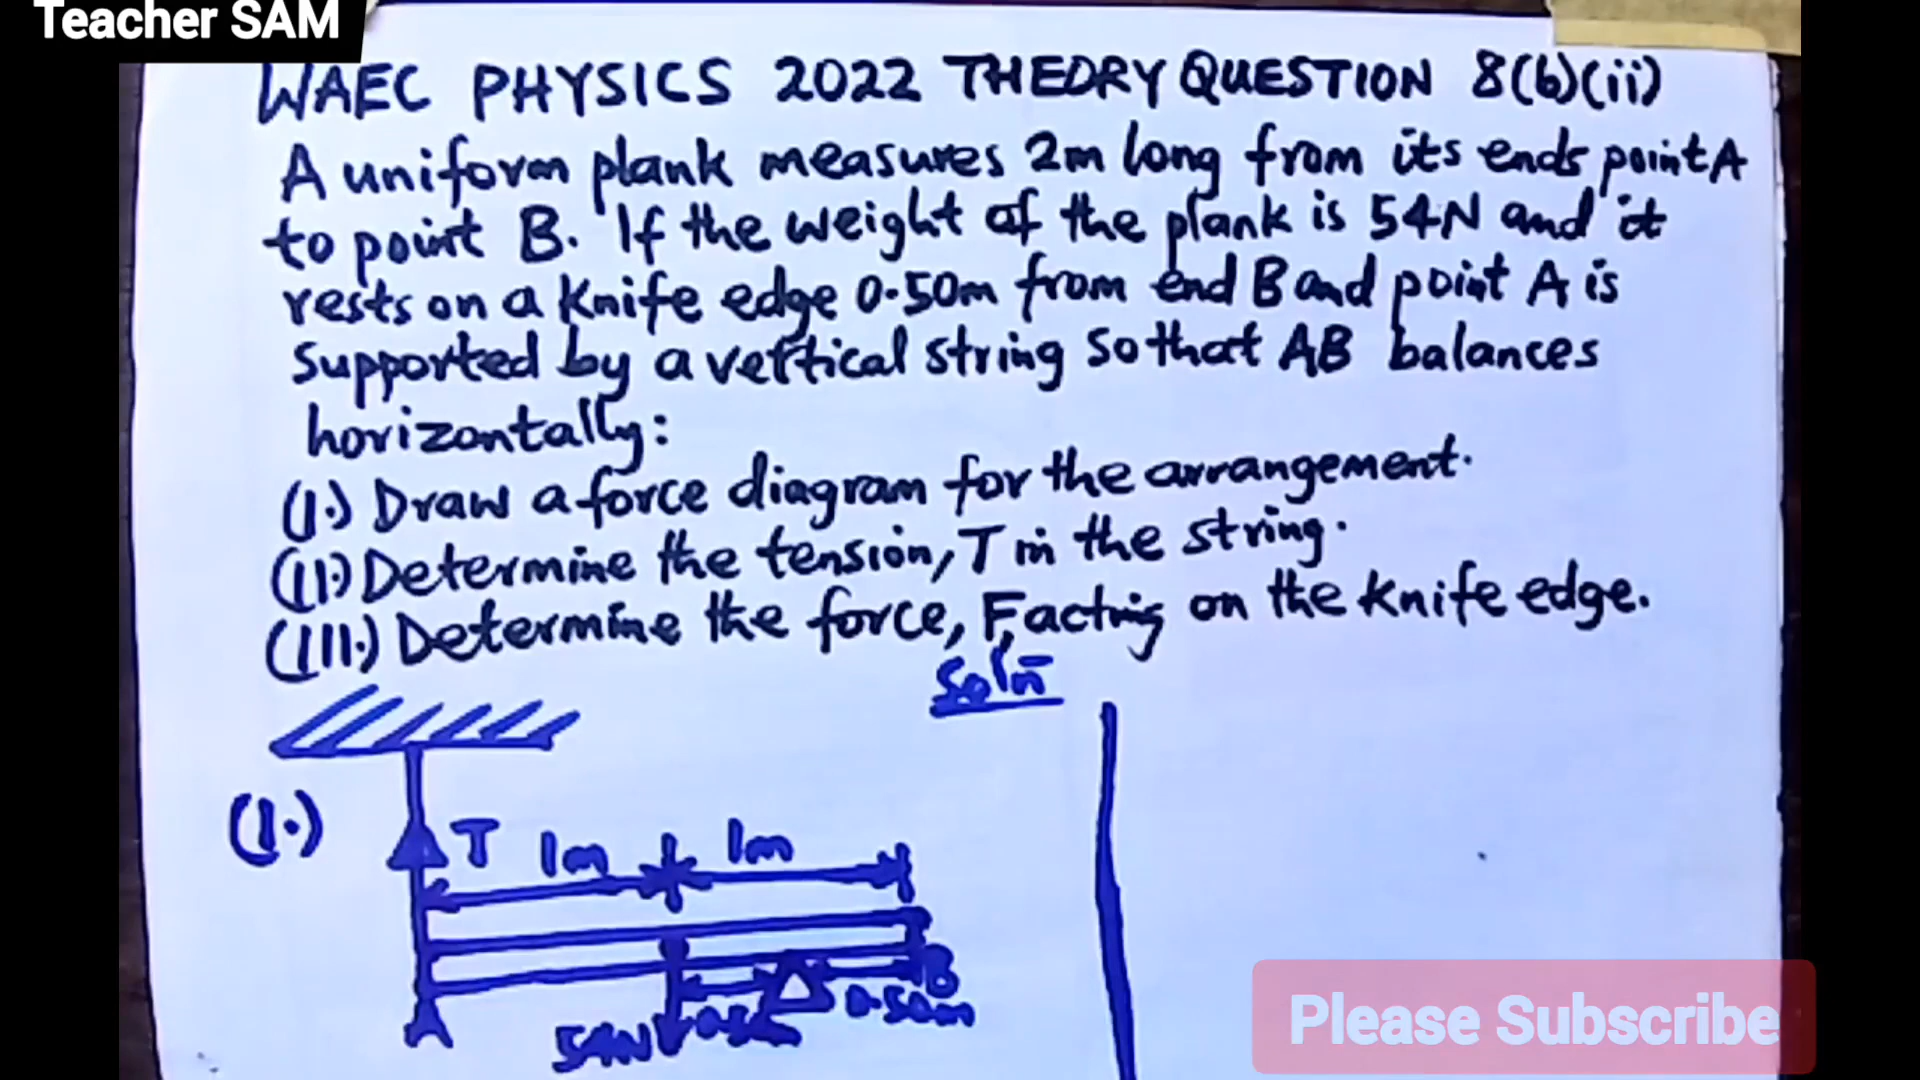 Teacher SAM
WAEC PHYSICS 2022 THEORY QUESTION 8(b)(ii)
A uniform plank measures 2m long from its ends point A
to point B. If the weight of the plank is 54N and it
rests on a knife edge 0.50m from end B and point A is
supported by a vertical string so that AB balances
horizontally:
(I.) Draw a force diagram for the arrangement.
(II.) Determine the tension, T in the string.
(III.) Determine the force, F, acting on the knife edge.
Soln
(I.)
T 1m 1m
B
A 54N 0.50m
Please Subscribe